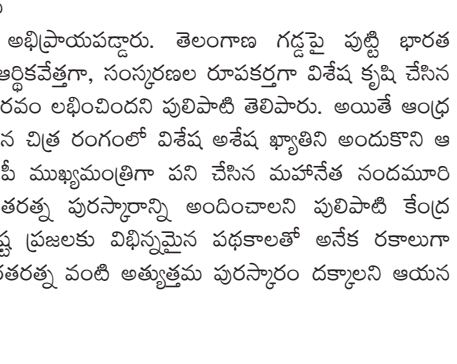 అభిప్రాయపడ్డారు. తెలంగాణ గడ్డపై పుట్టి భారత
ఆర్థికవేత్తగా, సంస్కరణల రూపకర్తగా విశేష కృషి చేసిన
రవం లభించిందని పులిపాటి తెలిపారు. అయితే ఆంధ్ర
న చిత్ర రంగంలో విశేష అశేష ఖ్యాతిని అందుకొని ఆ
పీ ముఖ్యమంత్రిగా పని చేసిన మహానేత నందమూరి
తరత్న పురస్కారాన్ని అందించాలని పులిపాటి కేంద్ర
ష్ట్ర ప్రజలకు విభిన్నమైన పథకాలతో అనేక రకాలుగా
రతరత్న వంటి అత్యుత్తమ పురస్కారం దక్కాలని ఆయన